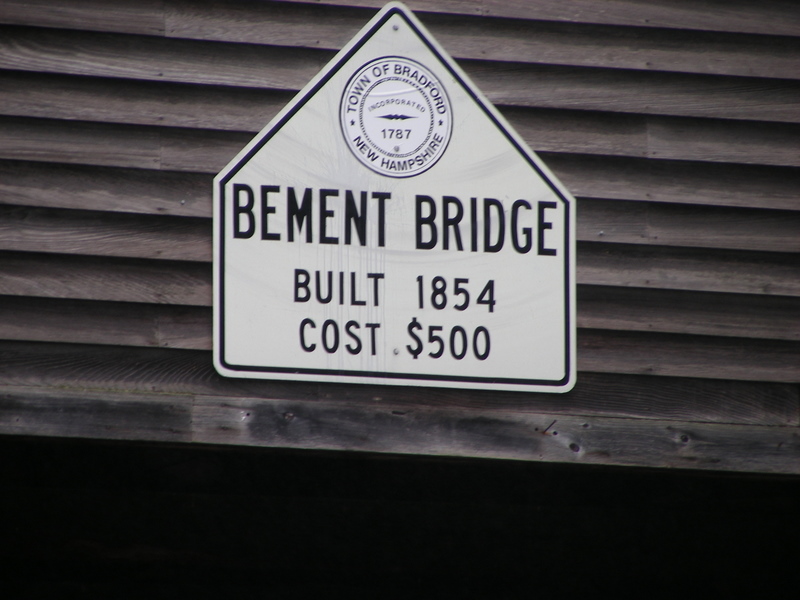 TOWN OF BRADFORD
INCORPORATED
1787
NEW HAMPSHIRE
BEMENT BRIDGE
BUILT 1854
COST $500